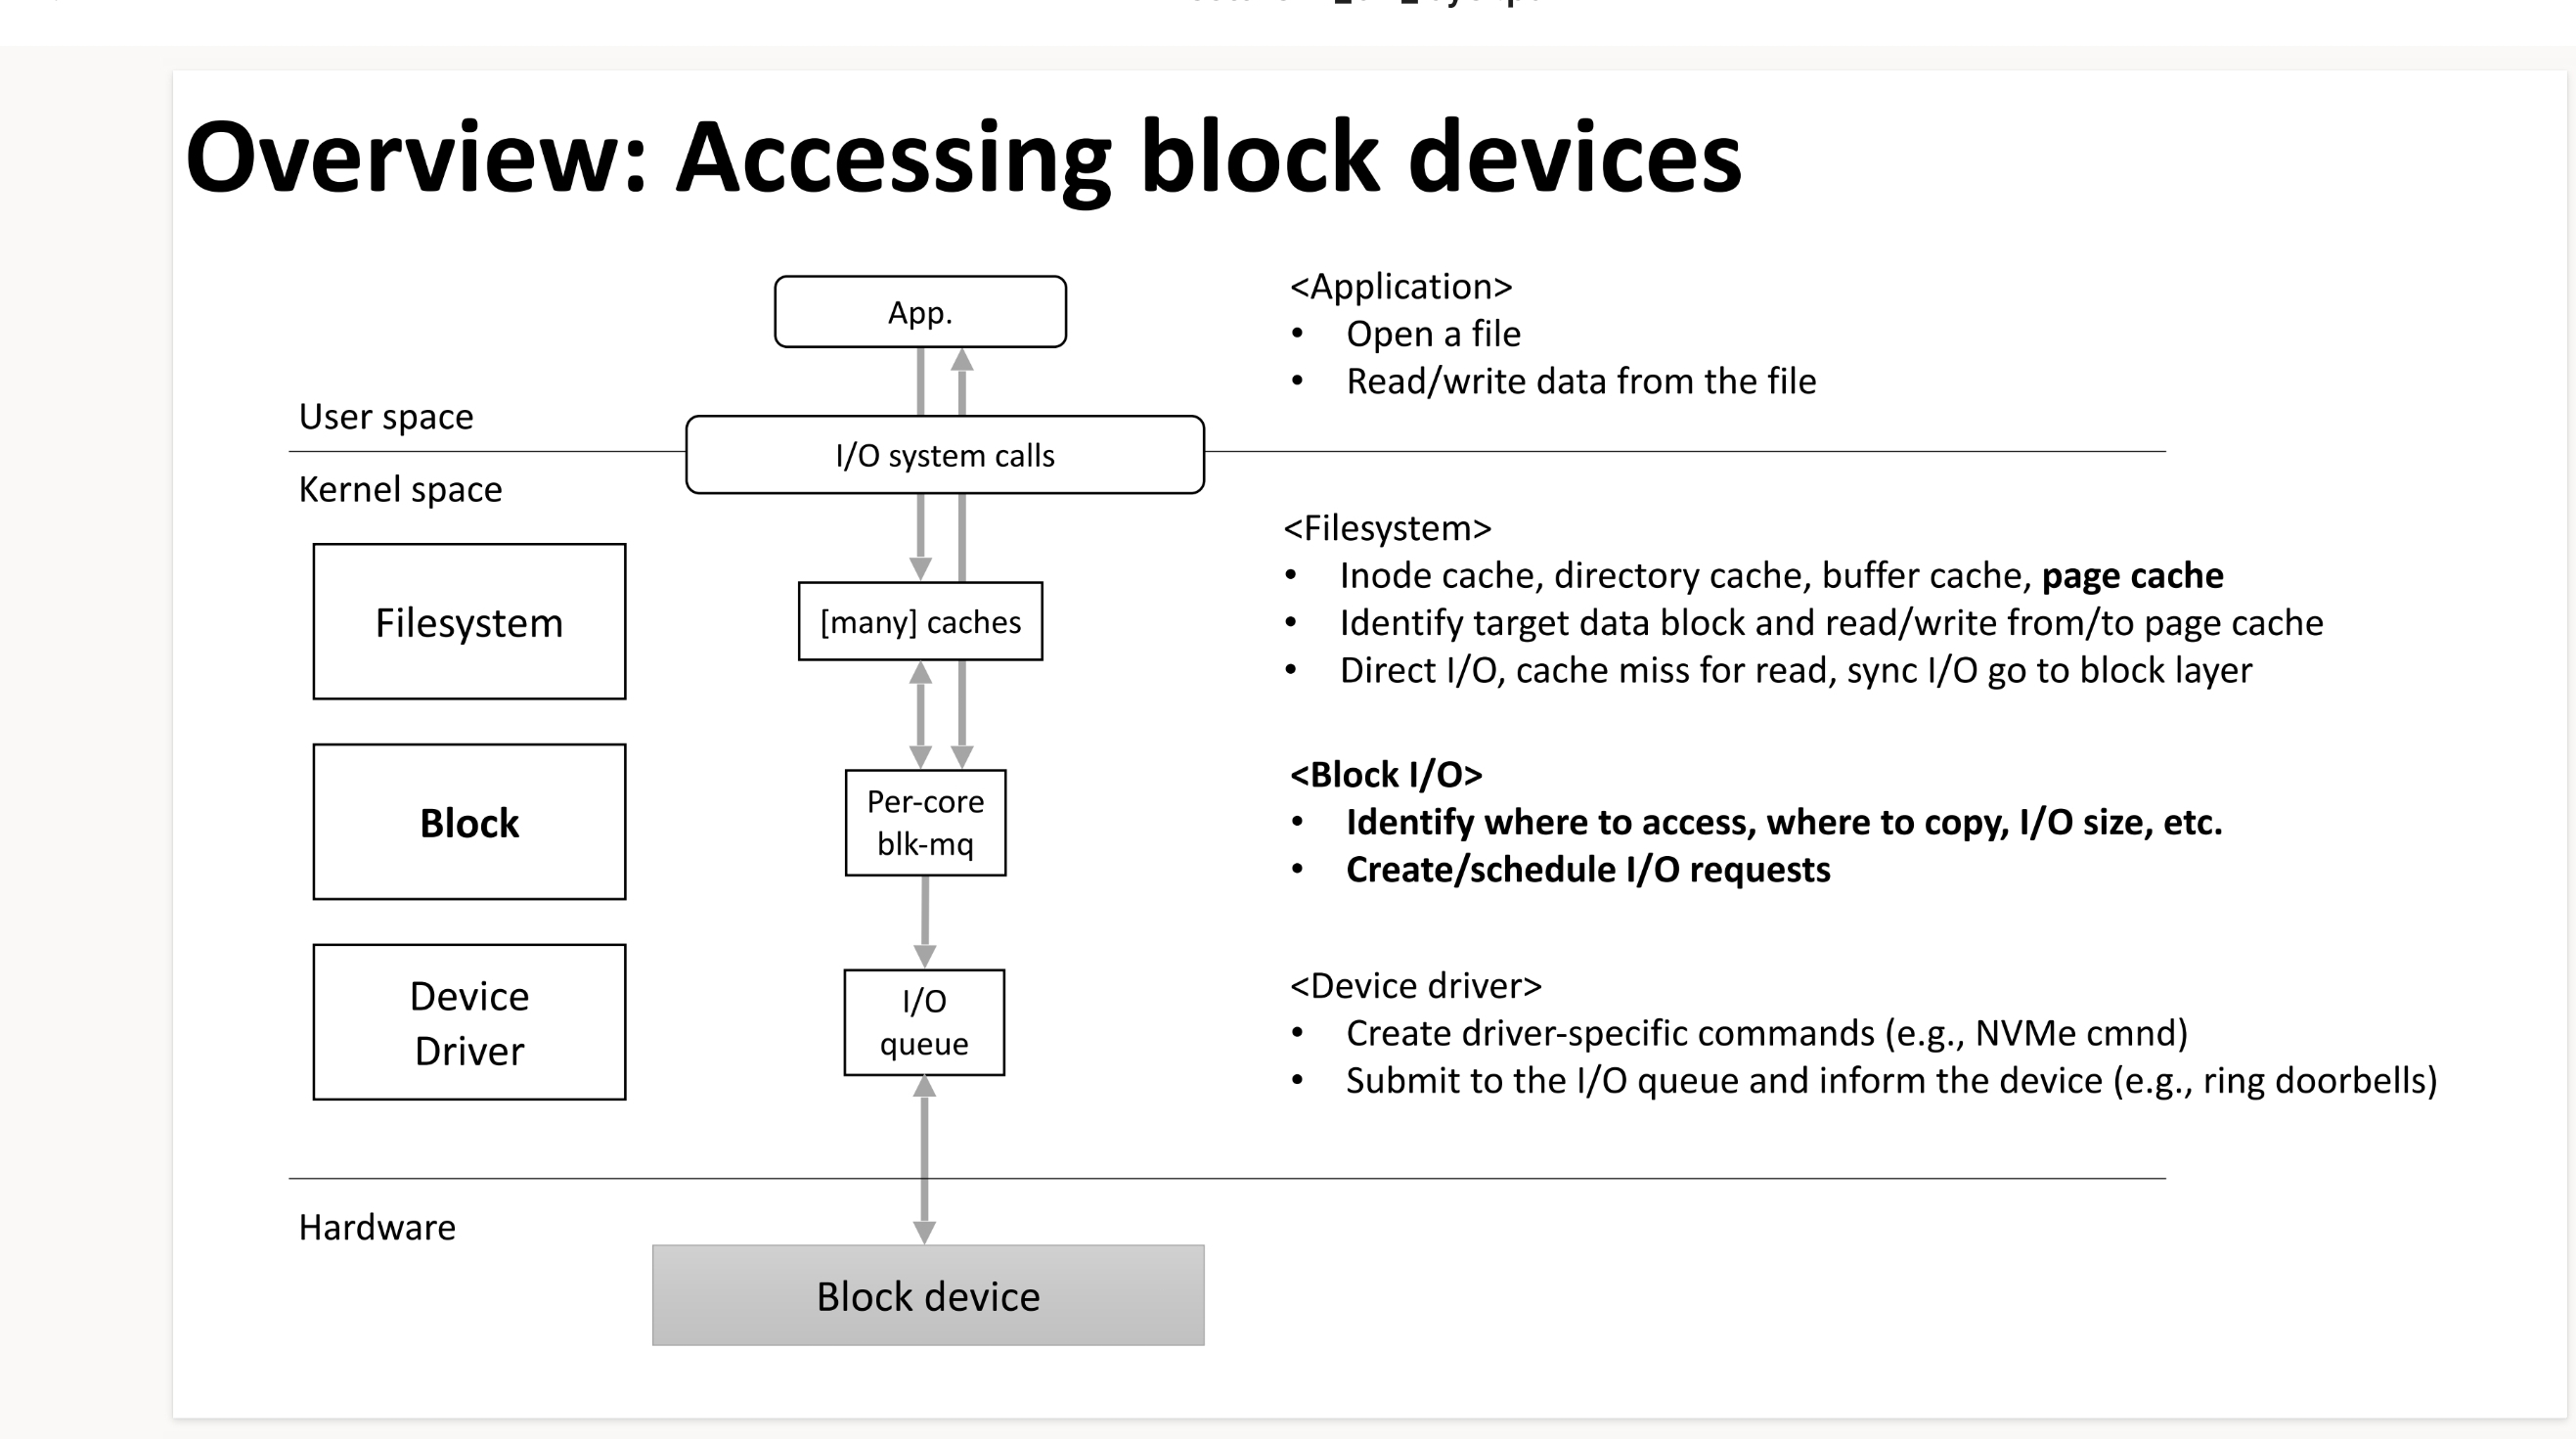 Overview: Accessing block devices
App.
<Application>
• Open a file
• Read/write data from the file
User space
I/O system calls
Kernel space
<Filesystem>
• Inode cache, directory cache, buffer cache, page cache
• Identify target data block and read/write from/to page cache
• Direct I/O, cache miss for read, sync I/O go to block layer
Filesystem
[many] caches
<Block I/O>
• Identify where to access, where to copy, I/O size, etc.
• Create/schedule I/O requests
Block
Per-core
blk-mq
<Device driver>
• Create driver-specific commands (e.g., NVMe cmnd)
• Submit to the I/O queue and inform the device (e.g., ring doorbells)
Device
Driver
I/O
queue
Hardware
Block device